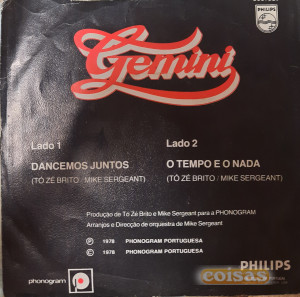 PHILIPS
Gemini
Lado 1
DANCEMOS JUNTOS
(TÓ ZÉ BRITO / MIKE SERGEANT)
Lado 2
O TEMPO E O NADA
(TÓ ZÉ BRITO / MIKE SERGEANT)
Produção de Tó Zé Brito e Mike Sergeant para a PHONOGRAM
Arranjos e Direcção de orquestra de Mike Sergeant
Ⓟ 1978 PHONOGRAM PORTUGUESA
© 1978 PHONOGRAM PORTUGUESA
phonogram
PHILIPS
coisas